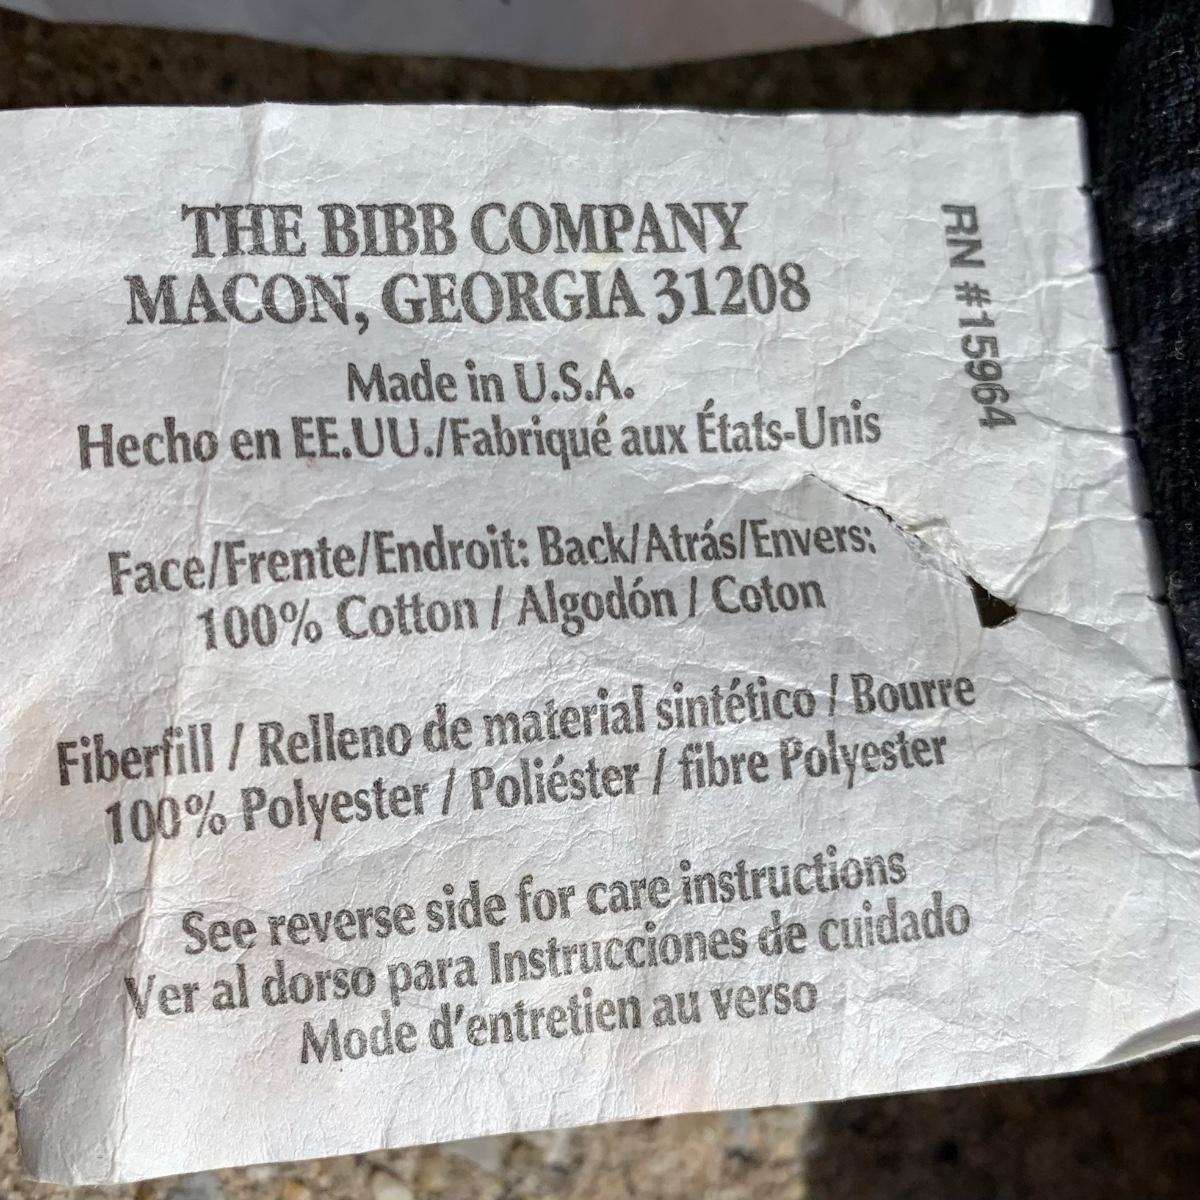 THE BIBB COMPANY
MACON, GEORGIA 31208
Made in U.S.A.
Hecho en EE.UU./Fabriqué aux États-Unis
Face/Frente/Endroit: Back/Atrás/Envers:
100% Cotton / Algodón / Coton
Fiberfill / Relleno de material sintético / Bourre
100% Polyester / Poliéster / fibre Polyester
See reverse side for care instructions
Ver al dorso para Instrucciones de cuidado
Mode d'entretien au verso
RN #15964